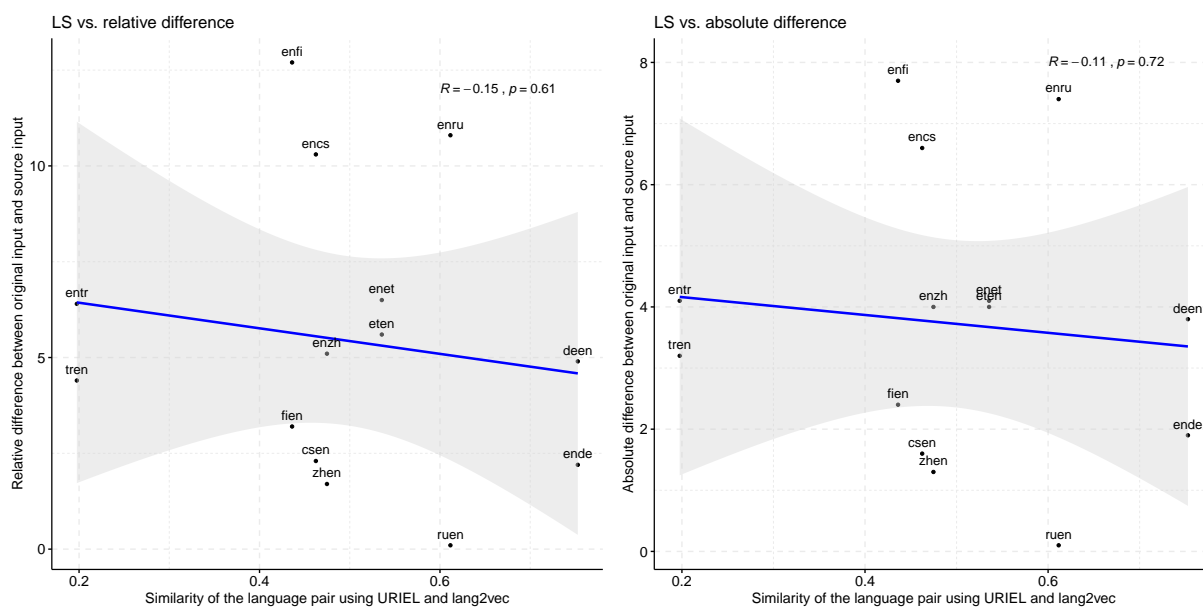 LS vs. relative difference
Relative difference between original input and source input
10
5
0
enfi
R = −0.15 , p = 0.61
enru
encs
entr
enet
eten
enzh
deen
tren
fien
csen
zhen
ende
ruen
0.2
0.4
0.6
Similarity of the language pair using URIEL and lang2vec
LS vs. absolute difference
Absolute difference between original input and source input
8
6
4
2
0
R = −0.11 , p = 0.72
enfi
enru
encs
entr
enzh
enet
eten
deen
tren
fien
csen
zhen
ende
ruen
0.2
0.4
0.6
Similarity of the language pair using URIEL and lang2vec